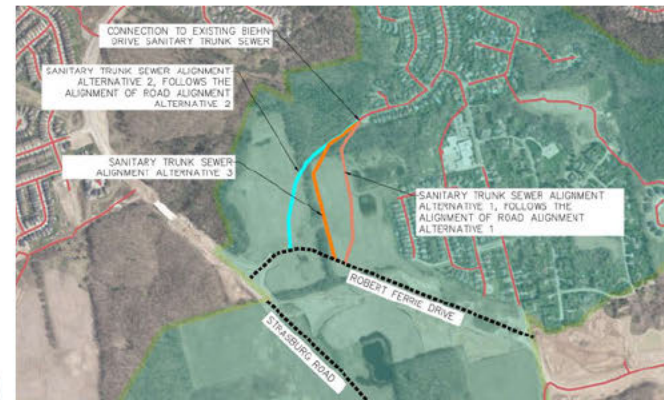 CONNECTION TO EXISTING BIEHN
DRIVE SANITARY TRUNK SEWER
SANITARY TRUNK SEWER ALIGNMENT
ALTERNATIVE 2, FOLLOWS THE
ALIGNMENT OF ROAD ALIGNMENT
ALTERNATIVE 2
SANITARY TRUNK SEWER
ALIGNMENT ALTERNATIVE 3
SANITARY TRUNK SEWER ALIGNMENT
ALTERNATIVE 1, FOLLOWS THE
ALIGNMENT OF ROAD ALIGNMENT
ALTERNATIVE 1
ROBERT FERRIE DRIVE
STRASBURG ROAD